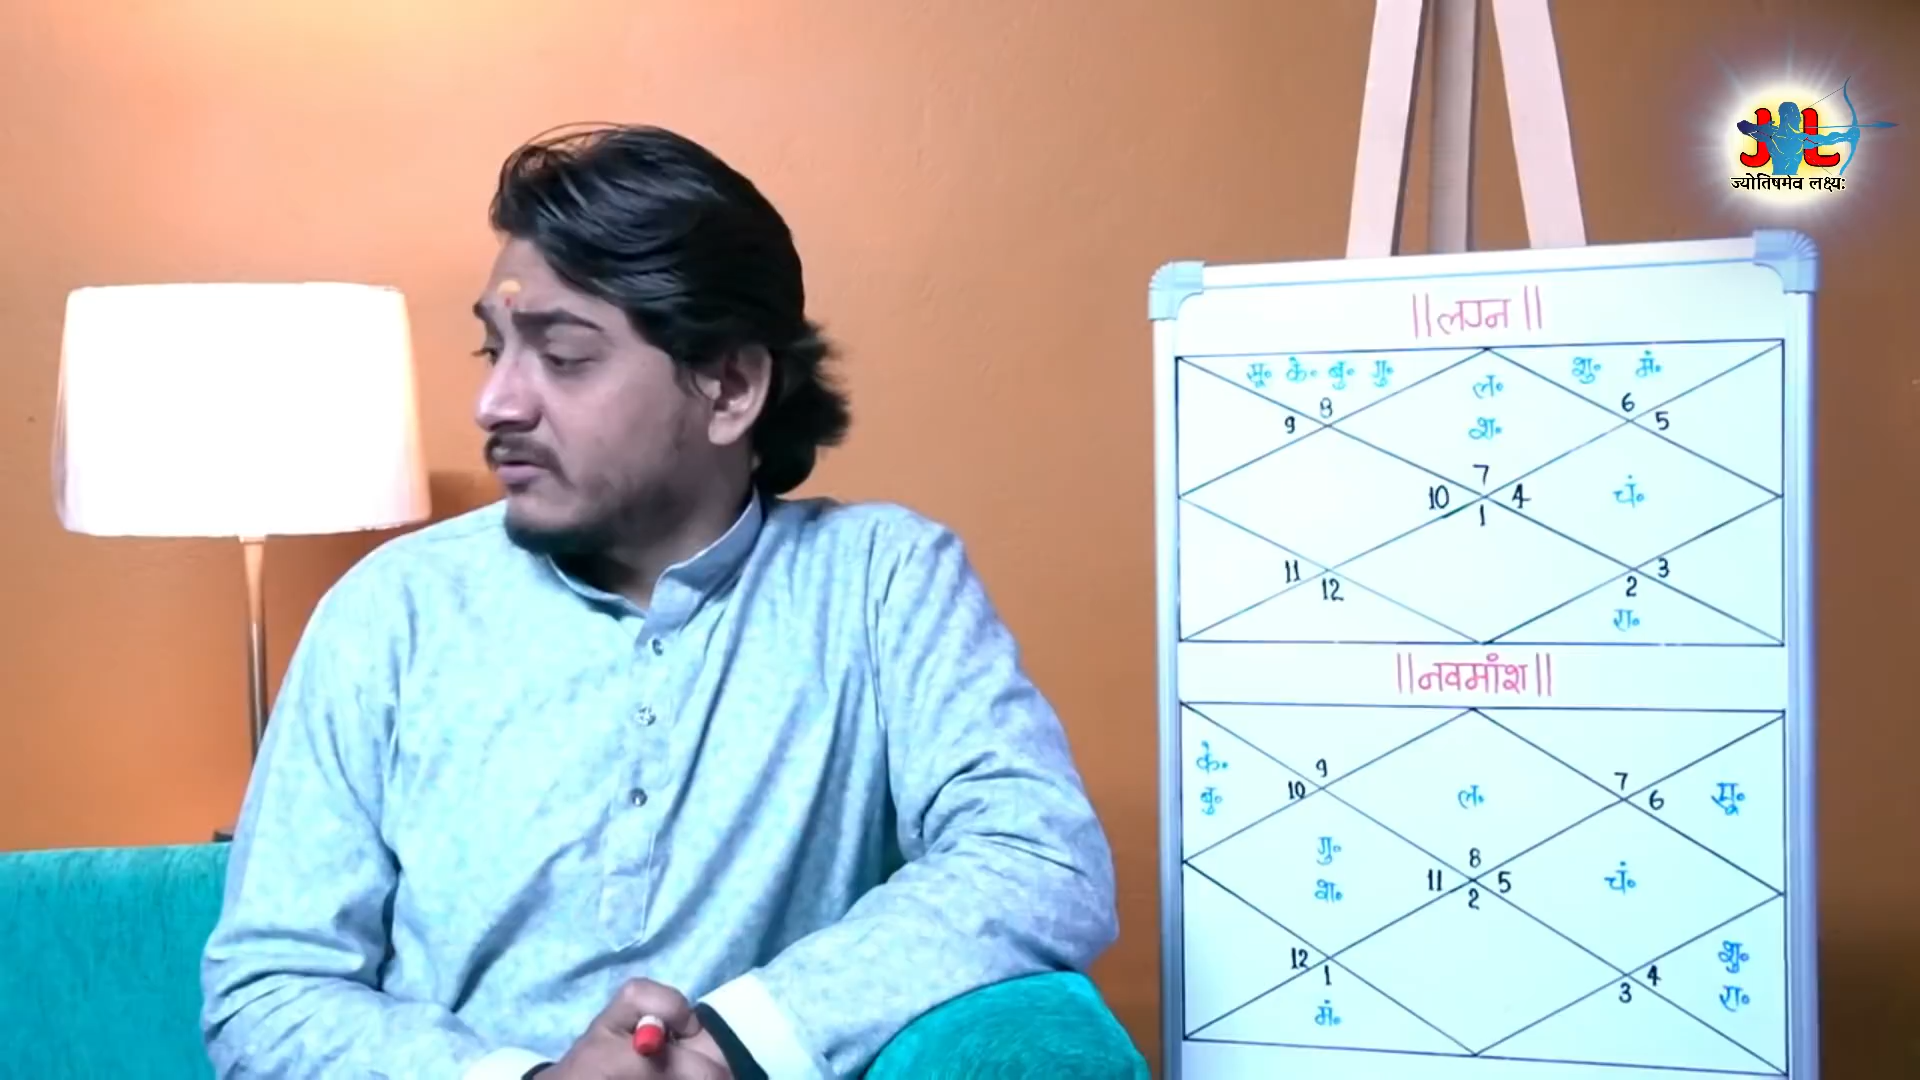 JL
ज्योतिषमेव लक्ष्यः
||लग्न||
सू॰ के॰ बु॰ गु॰
ल॰
शु॰ मं॰
8
6
9
श॰
5
7
10
4
चं॰
1
11
3
12
2
रा॰
||नवमांश||
के॰
9
7
बु॰
10
ल॰
6
सू॰
गु॰
8
श॰
11
5
चं॰
2
12
4
शु॰
1
3
रा॰
मं॰